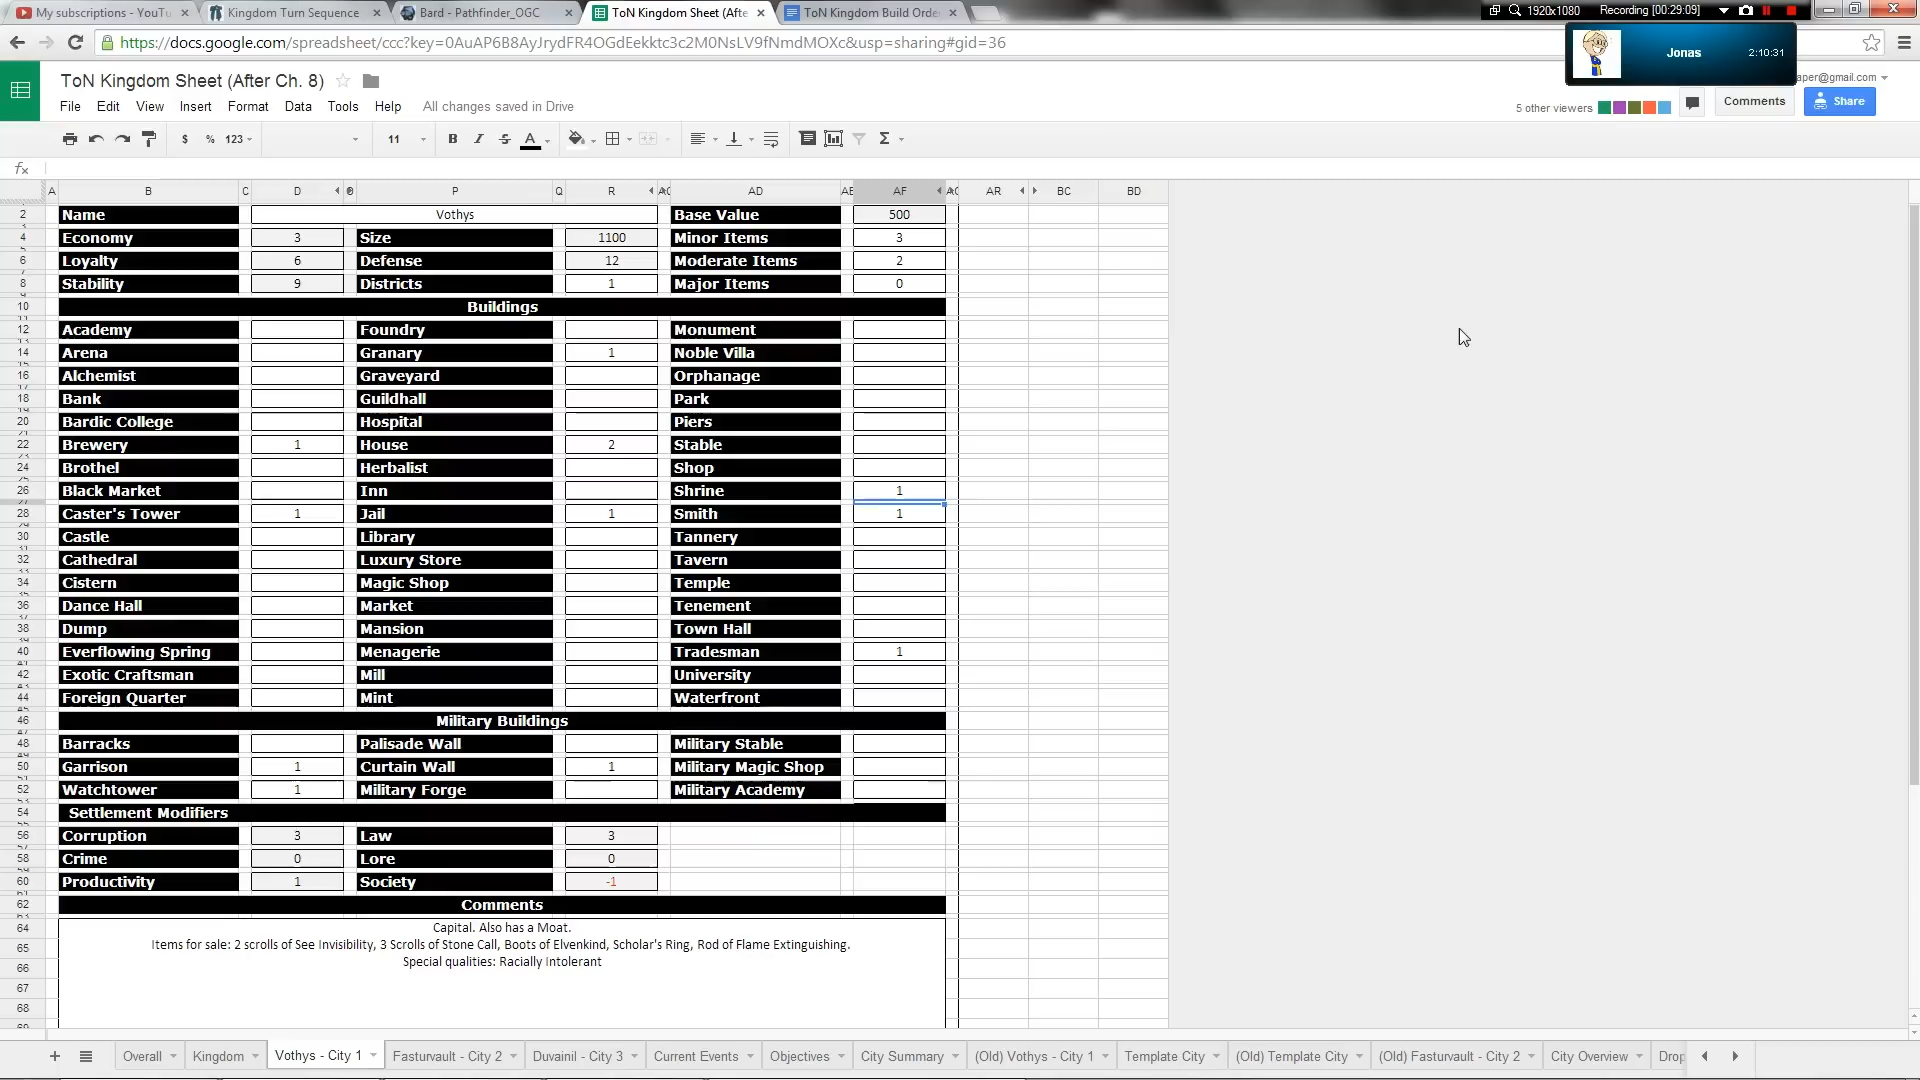 My subscriptions - YouTu
Kingdom Turn Sequence
Bard - Pathfinder_OGC
ToN Kingdom Sheet (Afte
ToN Kingdom Build Orde
1920x1080
Recording [00:29:09]
https://docs.google.com/spreadsheet/ccc?key=0AuAP6B8AyJrydFR4OGdEekktc3c2M0NsLV9fNmdMOXc&usp=sharing#gid=36
Jonas
2:10:31
ToN Kingdom Sheet (After Ch. 8)
aper@gmail.com
File Edit View Insert Format Data Tools Help All changes saved in Drive
5 other viewers
Comments
Share
$ % 123 11 B I S A Σ
fx
A B C D P Q R AD AF AR BC BD
2 Name Vothys Base Value 500
4 Economy 3 Size 1100 Minor Items 3
6 Loyalty 6 Defense 12 Moderate Items 2
8 Stability 9 Districts 1 Major Items 0
10 Buildings
12 Academy Foundry Monument
14 Arena Granary 1 Noble Villa
16 Alchemist Graveyard Orphanage
18 Bank Guildhall Park
20 Bardic College Hospital Piers
22 Brewery 1 House 2 Stable
24 Brothel Herbalist Shop
26 Black Market Inn Shrine 1
28 Caster's Tower 1 Jail 1 Smith 1
30 Castle Library Tannery
32 Cathedral Luxury Store Tavern
34 Cistern Magic Shop Temple
36 Dance Hall Market Tenement
38 Dump Mansion Town Hall
40 Everflowing Spring Menagerie Tradesman 1
42 Exotic Craftsman Mill University
44 Foreign Quarter Mint Waterfront
46 Military Buildings
48 Barracks Palisade Wall Military Stable
50 Garrison 1 Curtain Wall 1 Military Magic Shop
52 Watchtower 1 Military Forge Military Academy
54 Settlement Modifiers
56 Corruption 3 Law 3
58 Crime 0 Lore 0
60 Productivity 1 Society -1
62 Comments
64 Capital. Also has a Moat.
65 Items for sale: 2 scrolls of See Invisibility, 3 Scrolls of Stone Call, Boots of Elvenkind, Scholar's Ring, Rod of Flame Extinguishing.
66 Special qualities: Racially Intolerant
67
68
69
Overall Kingdom Vothys - City 1 Fasturvault - City 2 Duvainil - City 3 Current Events Objectives City Summary (Old) Vothys - City 1 Template City (Old) Template City (Old) Fasturvault - City 2 City Overview Drop